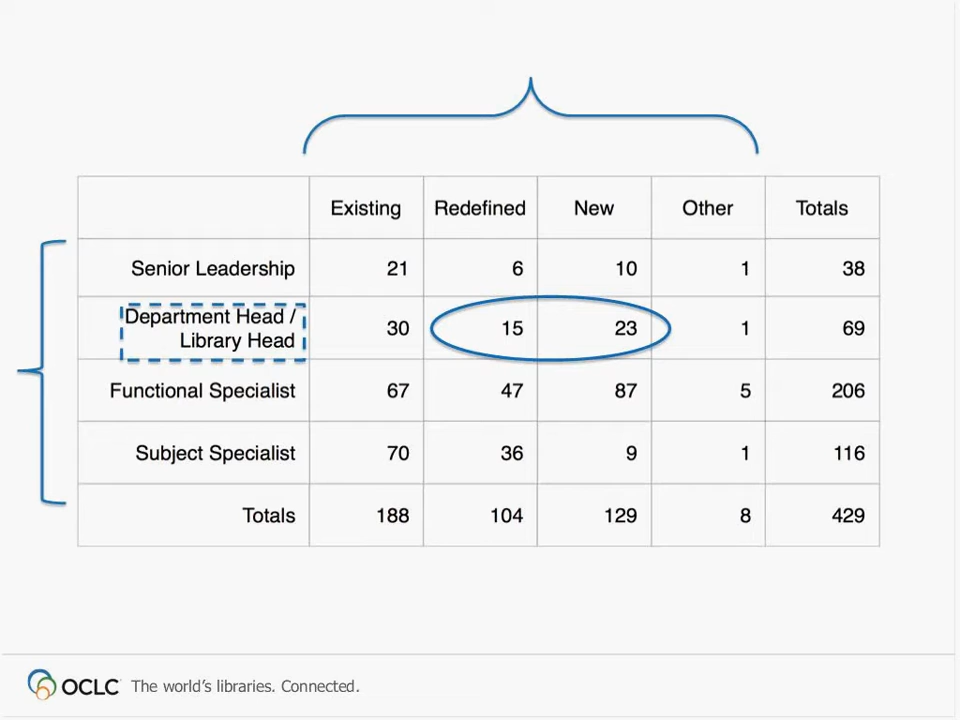 Existing Redefined New Other Totals
Senior Leadership 21 6 10 1 38
Department Head /
Library Head 30 15 23 1 69
Functional Specialist 67 47 87 5 206
Subject Specialist 70 36 9 1 116
Totals 188 104 129 8 429
OCLC The world's libraries. Connected.